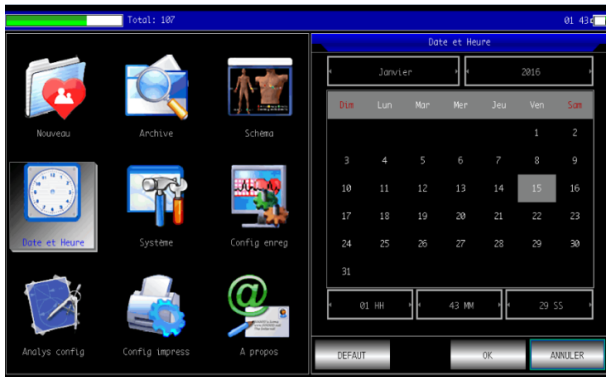 Total: 107
01 43
Nouveau
Archive
Schéma
Date et Heure
Système
Config enreg
Analys config
Config impress
A propos
Date et Heure
Janvier
2016
Dim Lun Mar Mer Jeu Ven Sam
1 2
3 4 5 6 7 8 9
10 11 12 13 14 15 16
17 18 19 20 21 22 23
24 25 26 27 28 29 30
31
01 HH
43 MM
29 SS
DEFAUT
OK
ANNULER